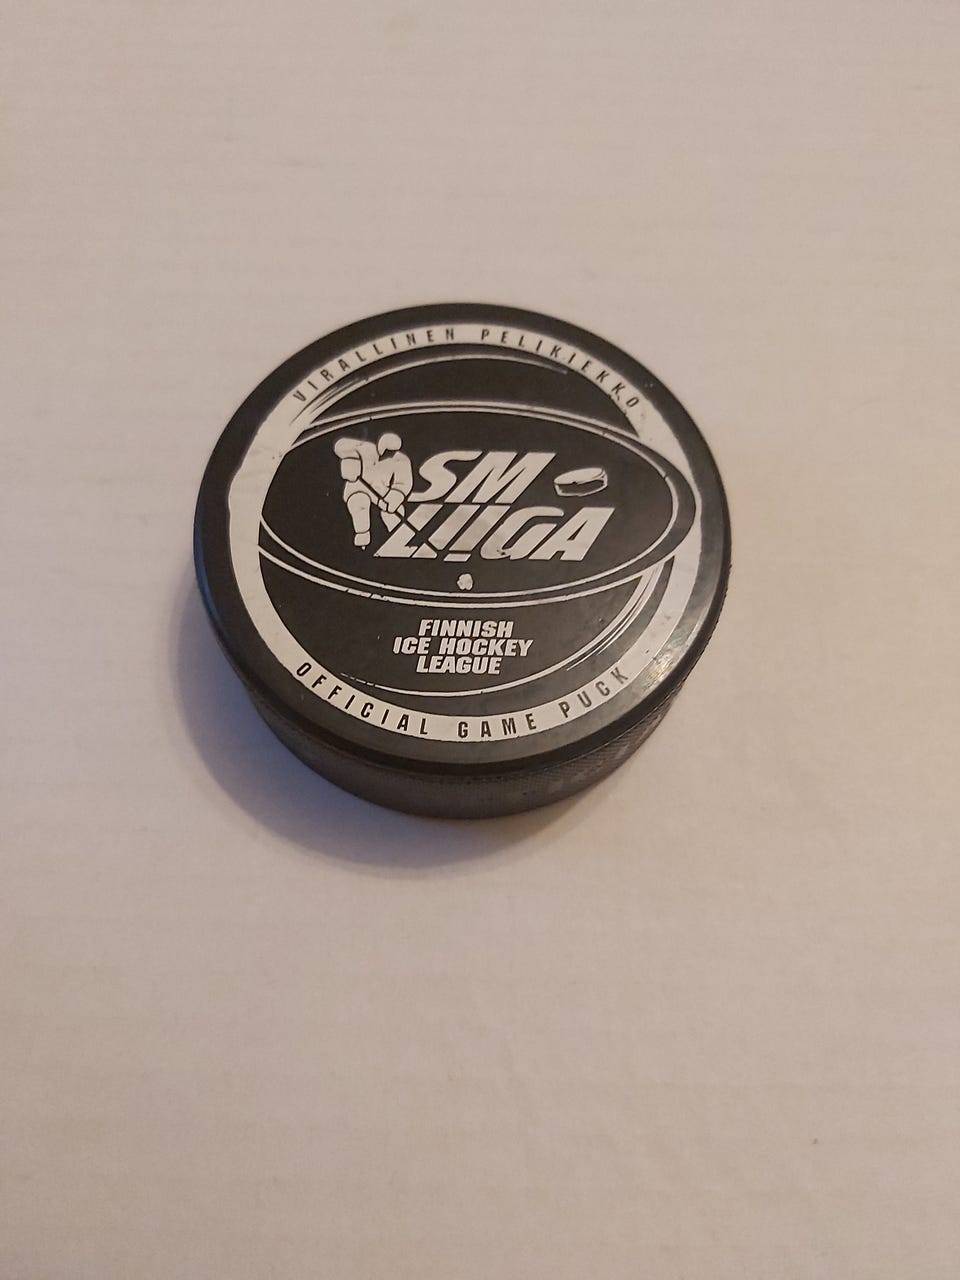 VIRALLINEN PELIKIEKKO
SM
LIIGA
FINNISH
ICE HOCKEY
LEAGUE
OFFICIAL GAME PUCK